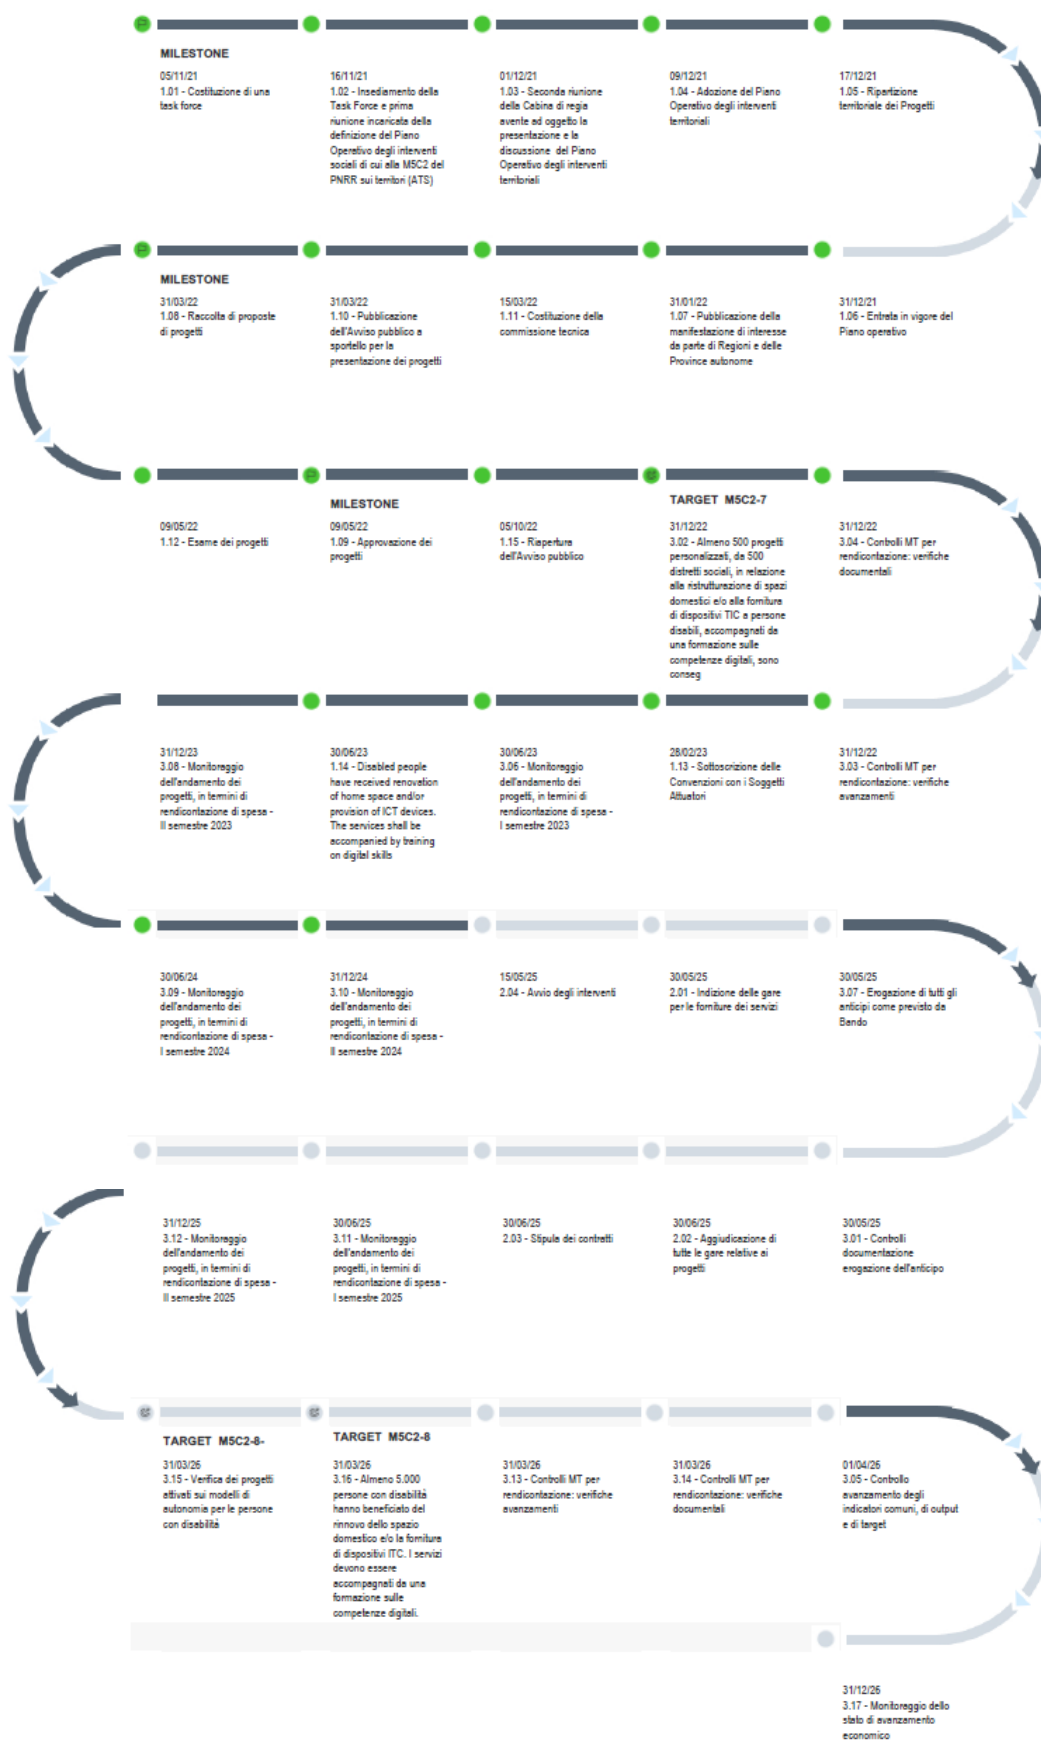 MILESTONE
05/11/21
1.01 - Costituzione di una
task force
16/11/21
1.02 - Insediamento della
Task Force e prima
riunione incaricata della
definizione del Piano
Operativo degli interventi
sociali di cui alla M5C2 del
PNRR sui territori (ATS)
01/12/21
1.03 - Seconda riunione
della Cabina di regia
avente ad oggetto la
presentazione e la
discussione del Piano
Operativo degli interventi
territoriali
09/12/21
1.04 - Adozione del Piano
Operativo degli interventi
territoriali
17/12/21
1.05 - Ripartizione
territoriale dei Progetti
MILESTONE
31/03/22
1.08 - Raccolta di proposte
di progetti
31/03/22
1.10 - Pubblicazione
dell'Avviso pubblico a
sportello per la
presentazione dei progetti
15/03/22
1.11 - Costituzione della
commissione tecnica
31/01/22
1.07 - Pubblicazione della
manifestazione di interesse
da parte di Regioni e delle
Province autonome
31/12/21
1.06 - Entrata in vigore del
Piano operativo
09/05/22
1.12 - Esame dei progetti
MILESTONE
09/05/22
1.09 - Approvazione dei
progetti
05/10/22
1.15 - Riapertura
dell'Avviso pubblico
TARGET M5C2-7
31/12/22
3.02 - Almeno 500 progetti
personalizzati, da 500
distretti sociali, in relazione
alla ristrutturazione di spazi
domestici e/o alla fornitura
di dispositivi TIC a persone
disabili, accompagnati da
una formazione sulle
competenze digitali, sono
conseg
31/12/22
3.04 - Controlli MT per
rendicontazione: verifiche
documentali
31/12/23
3.08 - Monitoraggio
dell'andamento dei
progetti, in termini di
rendicontazione di spesa -
II semestre 2023
30/06/23
1.14 - Disabled people
have received renovation
of home space and/or
provision of ICT devices.
The services shall be
accompanied by training
on digital skills
30/06/23
3.06 - Monitoraggio
dell'andamento dei
progetti, in termini di
rendicontazione di spesa -
I semestre 2023
28/02/23
1.13 - Sottoscrizione delle
Convenzioni con i Soggetti
Attuatori
31/12/22
3.03 - Controlli MT per
rendicontazione: verifiche
avanzamenti
30/06/24
3.09 - Monitoraggio
dell'andamento dei
progetti, in termini di
rendicontazione di spesa -
I semestre 2024
31/12/24
3.10 - Monitoraggio
dell'andamento dei
progetti, in termini di
rendicontazione di spesa -
II semestre 2024
15/05/25
2.04 - Avvio degli interventi
30/05/25
2.01 - Indizione delle gare
per le forniture dei servizi
30/05/25
3.07 - Erogazione di tutti gli
anticipi come previsto da
Bando
31/12/25
3.12 - Monitoraggio
dell'andamento dei
progetti, in termini di
rendicontazione di spesa -
II semestre 2025
30/06/25
3.11 - Monitoraggio
dell'andamento dei
progetti, in termini di
rendicontazione di spesa -
I semestre 2025
30/06/25
2.03 - Stipula dei contratti
30/06/25
2.02 - Aggiudicazione di
tutte le gare relative ai
progetti
30/05/25
3.01 - Controlli
documentazione
erogazione dell'anticipo
TARGET M5C2-8-
31/03/26
3.15 - Verifica dei progetti
attivati sui modelli di
autonomia per le persone
con disabilità
TARGET M5C2-8
31/03/26
3.16 - Almeno 5.000
persone con disabilità
hanno beneficiato del
rinnovo dello spazio
domestico e/o la fornitura
di dispositivi ITC. I servizi
devono essere
accompagnati da una
formazione sulle
competenze digitali.
31/03/26
3.13 - Controlli MT per
rendicontazione: verifiche
avanzamenti
31/03/26
3.14 - Controlli MT per
rendicontazione: verifiche
documentali
01/04/26
3.05 - Controllo
avanzamento degli
indicatori comuni, di output
e di target
31/12/26
3.17 - Monitoraggio dello
stato di avanzamento
economico